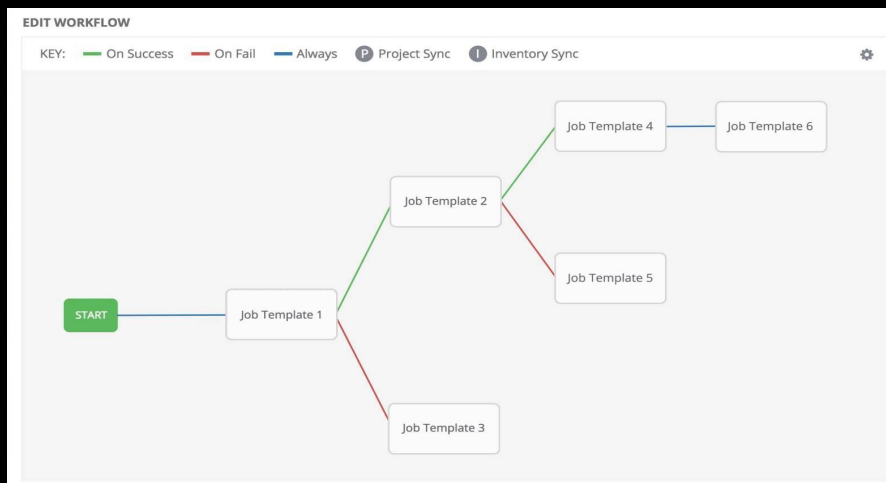 EDIT WORKFLOW
KEY: On Success On Fail Always P Project Sync I Inventory Sync
Job Template 4
Job Template 6
Job Template 2
Job Template 5
START
Job Template 1
Job Template 3